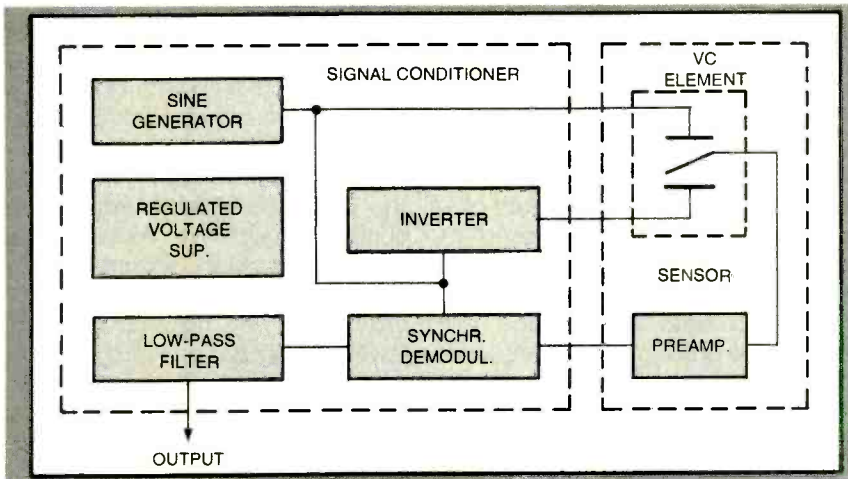 SIGNAL CONDITIONER
VC
ELEMENT
SINE
GENERATOR
REGULATED
VOLTAGE
SUP.
INVERTER
SENSOR
LOW-PASS
FILTER
SYNCHR.
DEMODUL.
PREAMP.
OUTPUT